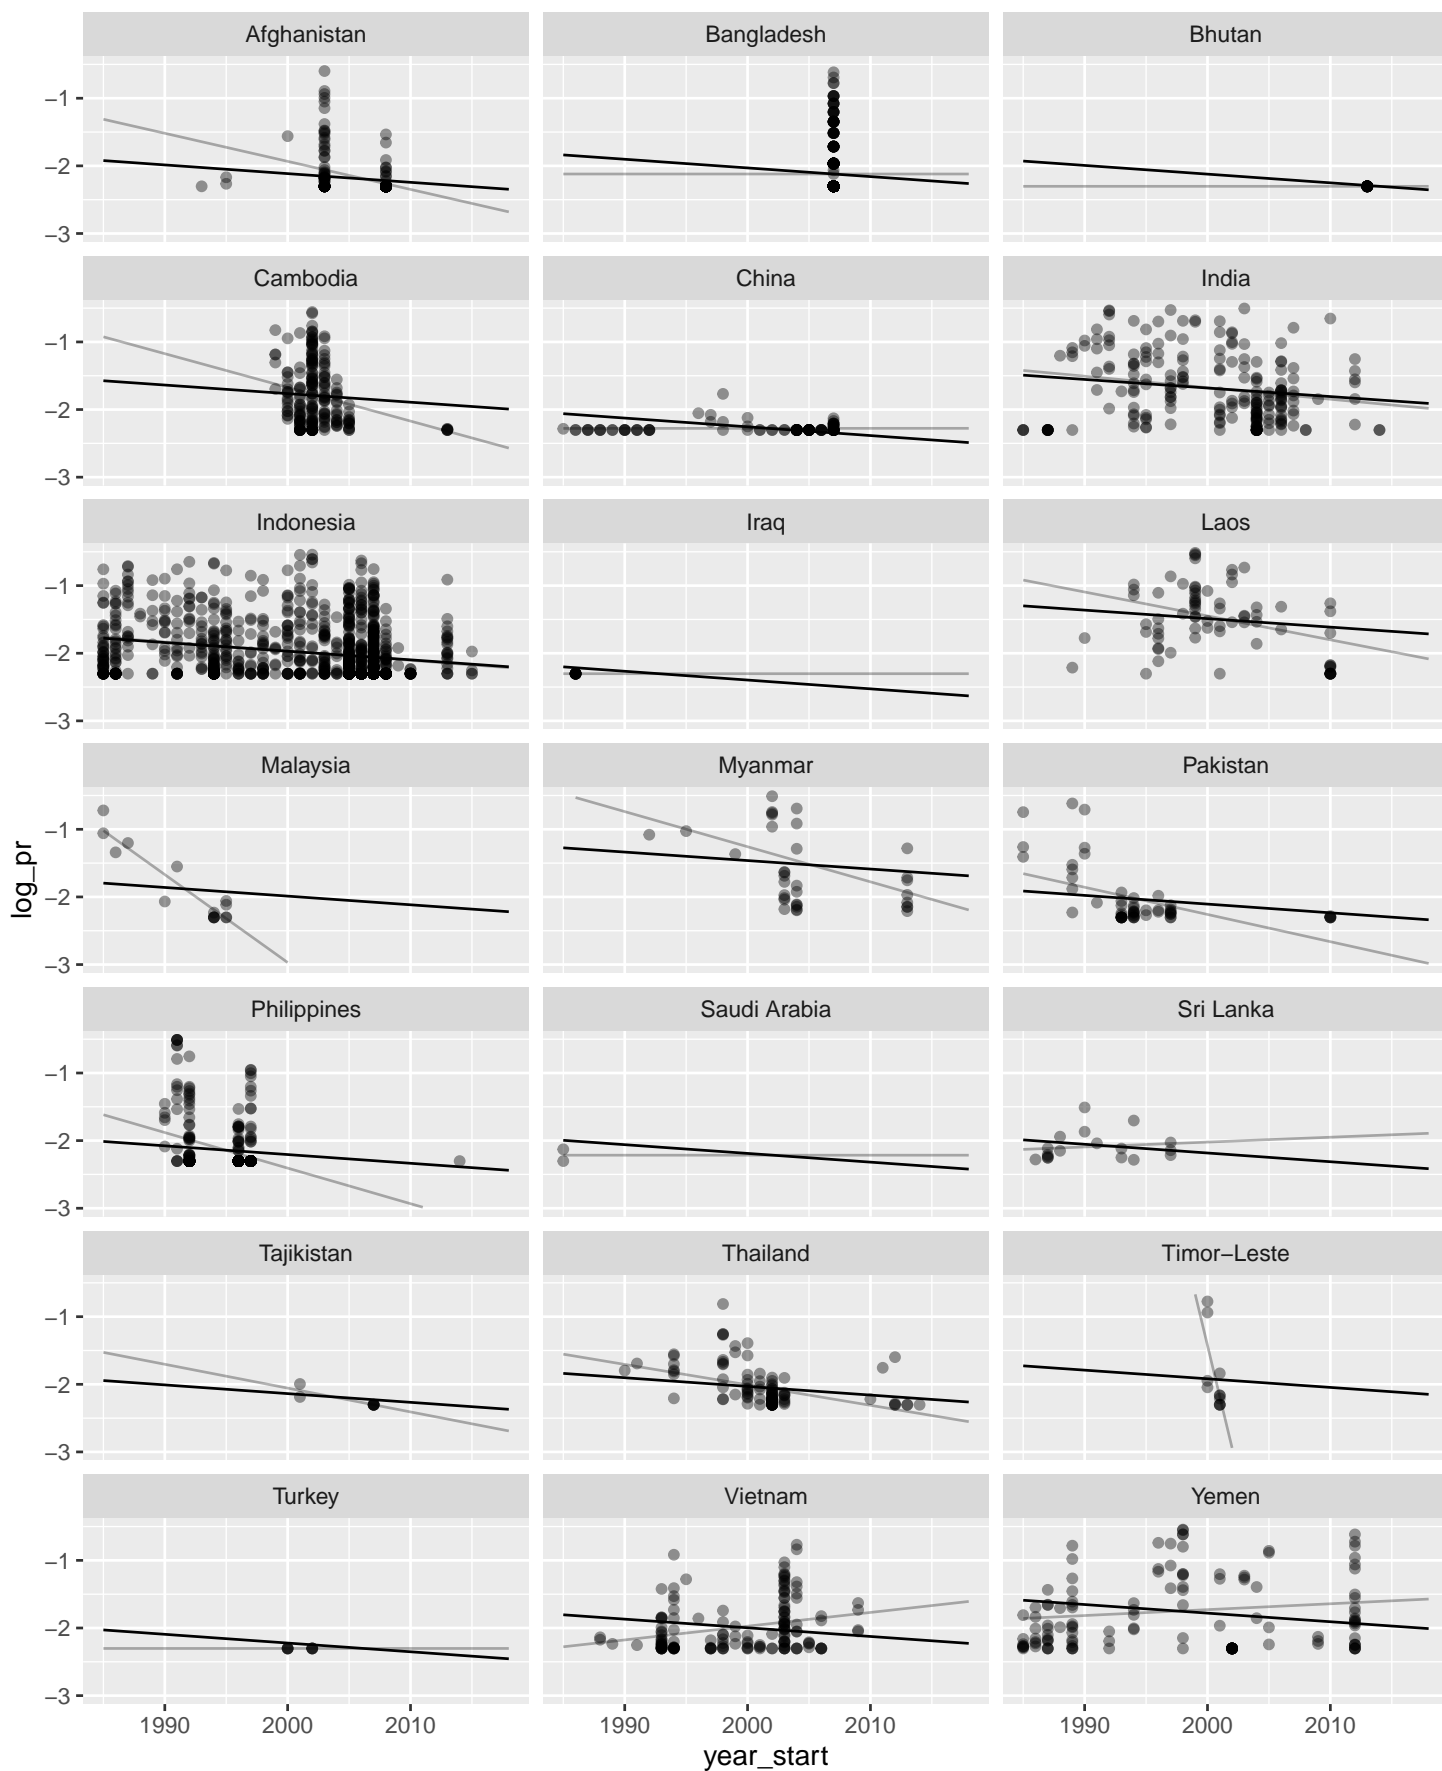 Afghanistan Bangladesh Bhutan
−1
−2
−3
Cambodia China India
−1
−2
−3
Indonesia Iraq Laos
−1
−2
−3
Malaysia Myanmar Pakistan
−1
−2
−3
log_pr
Philippines Saudi Arabia Sri Lanka
−1
−2
−3
Tajikistan Thailand Timor−Leste
−1
−2
−3
Turkey Vietnam Yemen
−1
−2
−3
1990 2000 2010 1990 2000 2010 1990 2000 2010
year_start